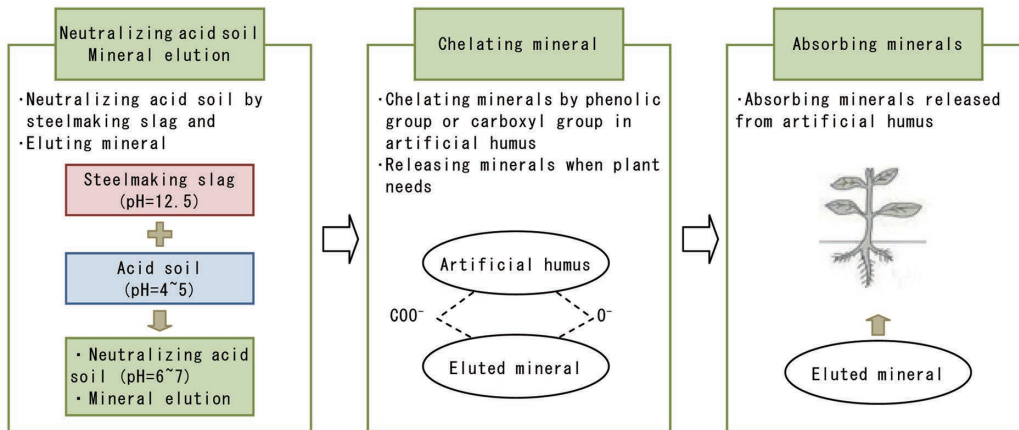 Neutralizing acid soil
Mineral elution
・Neutralizing acid soil by
steelmaking slag and
・Eluting mineral
Steelmaking slag
(pH=12.5)
Acid soil
(pH=4~5)
・ Neutralizing acid
soil (pH=6~7)
・ Mineral elution
Chelating mineral
・Chelating minerals by phenolic
group or carboxyl group in
artificial humus
・Releasing minerals when plant
needs
Artificial humus
COO⁻
O⁻
Eluted mineral
Absorbing minerals
・Absorbing minerals released
from artificial humus
Eluted mineral